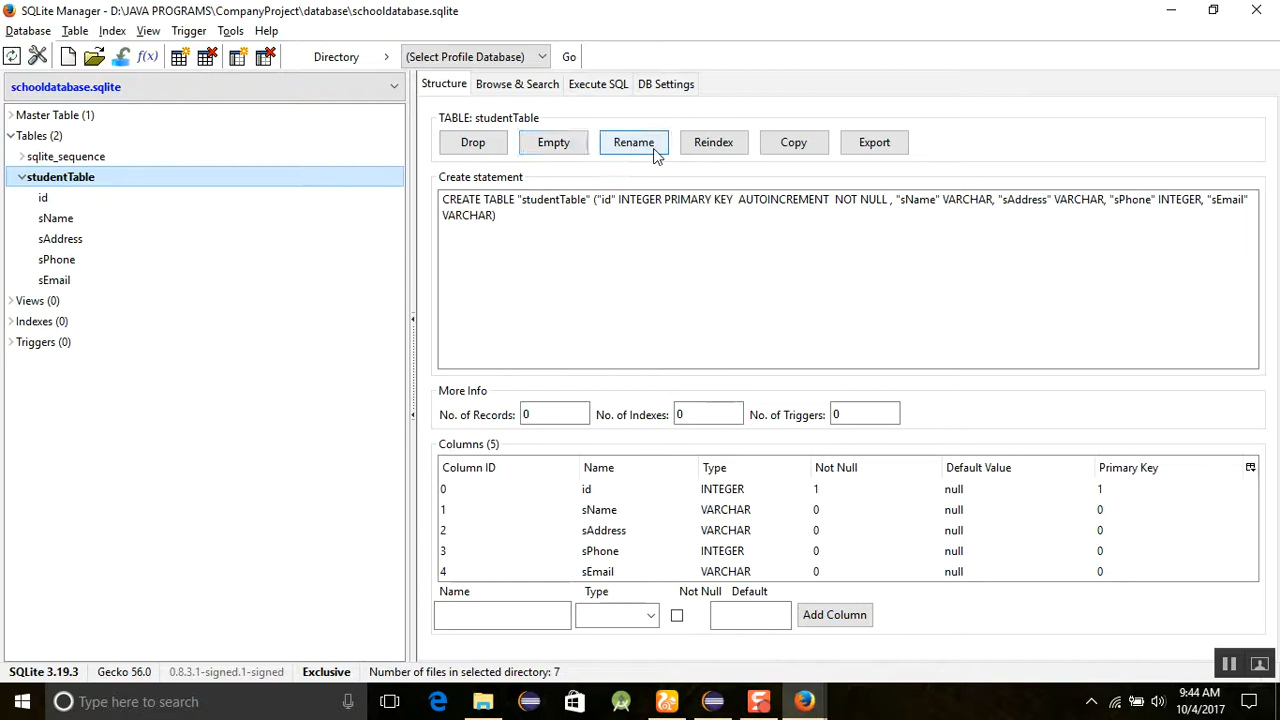 SQLite Manager - D:\JAVA PROGRAMS\CompanyProject\database\schooldatabase.sqlite
Database Table Index View Trigger Tools Help
f(x) Directory (Select Profile Database) Go
schooldatabase.sqlite
Master Table (1)
Tables (2)
sqlite_sequence
studentTable
id
sName
sAddress
sPhone
sEmail
Views (0)
Indexes (0)
Triggers (0)
Structure Browse & Search Execute SQL DB Settings
TABLE: studentTable
Drop Empty Rename Reindex Copy Export
Create statement
CREATE TABLE "studentTable" ("id" INTEGER PRIMARY KEY  AUTOINCREMENT  NOT NULL , "sName" VARCHAR, "sAddress" VARCHAR, "sPhone" INTEGER, "sEmail"
VARCHAR)
More Info
No. of Records: 0 No. of Indexes: 0 No. of Triggers: 0
Columns (5)
Column ID Name Type Not Null Default Value Primary Key
0 id INTEGER 1 null 1
1 sName VARCHAR 0 null 0
2 sAddress VARCHAR 0 null 0
3 sPhone INTEGER 0 null 0
4 sEmail VARCHAR 0 null 0
Name Type Not Null Default
Add Column
SQLite 3.19.3 Gecko 56.0 0.8.3.1-signed.1-signed Exclusive Number of files in selected directory: 7
Type here to search
9:44 AM
10/4/2017